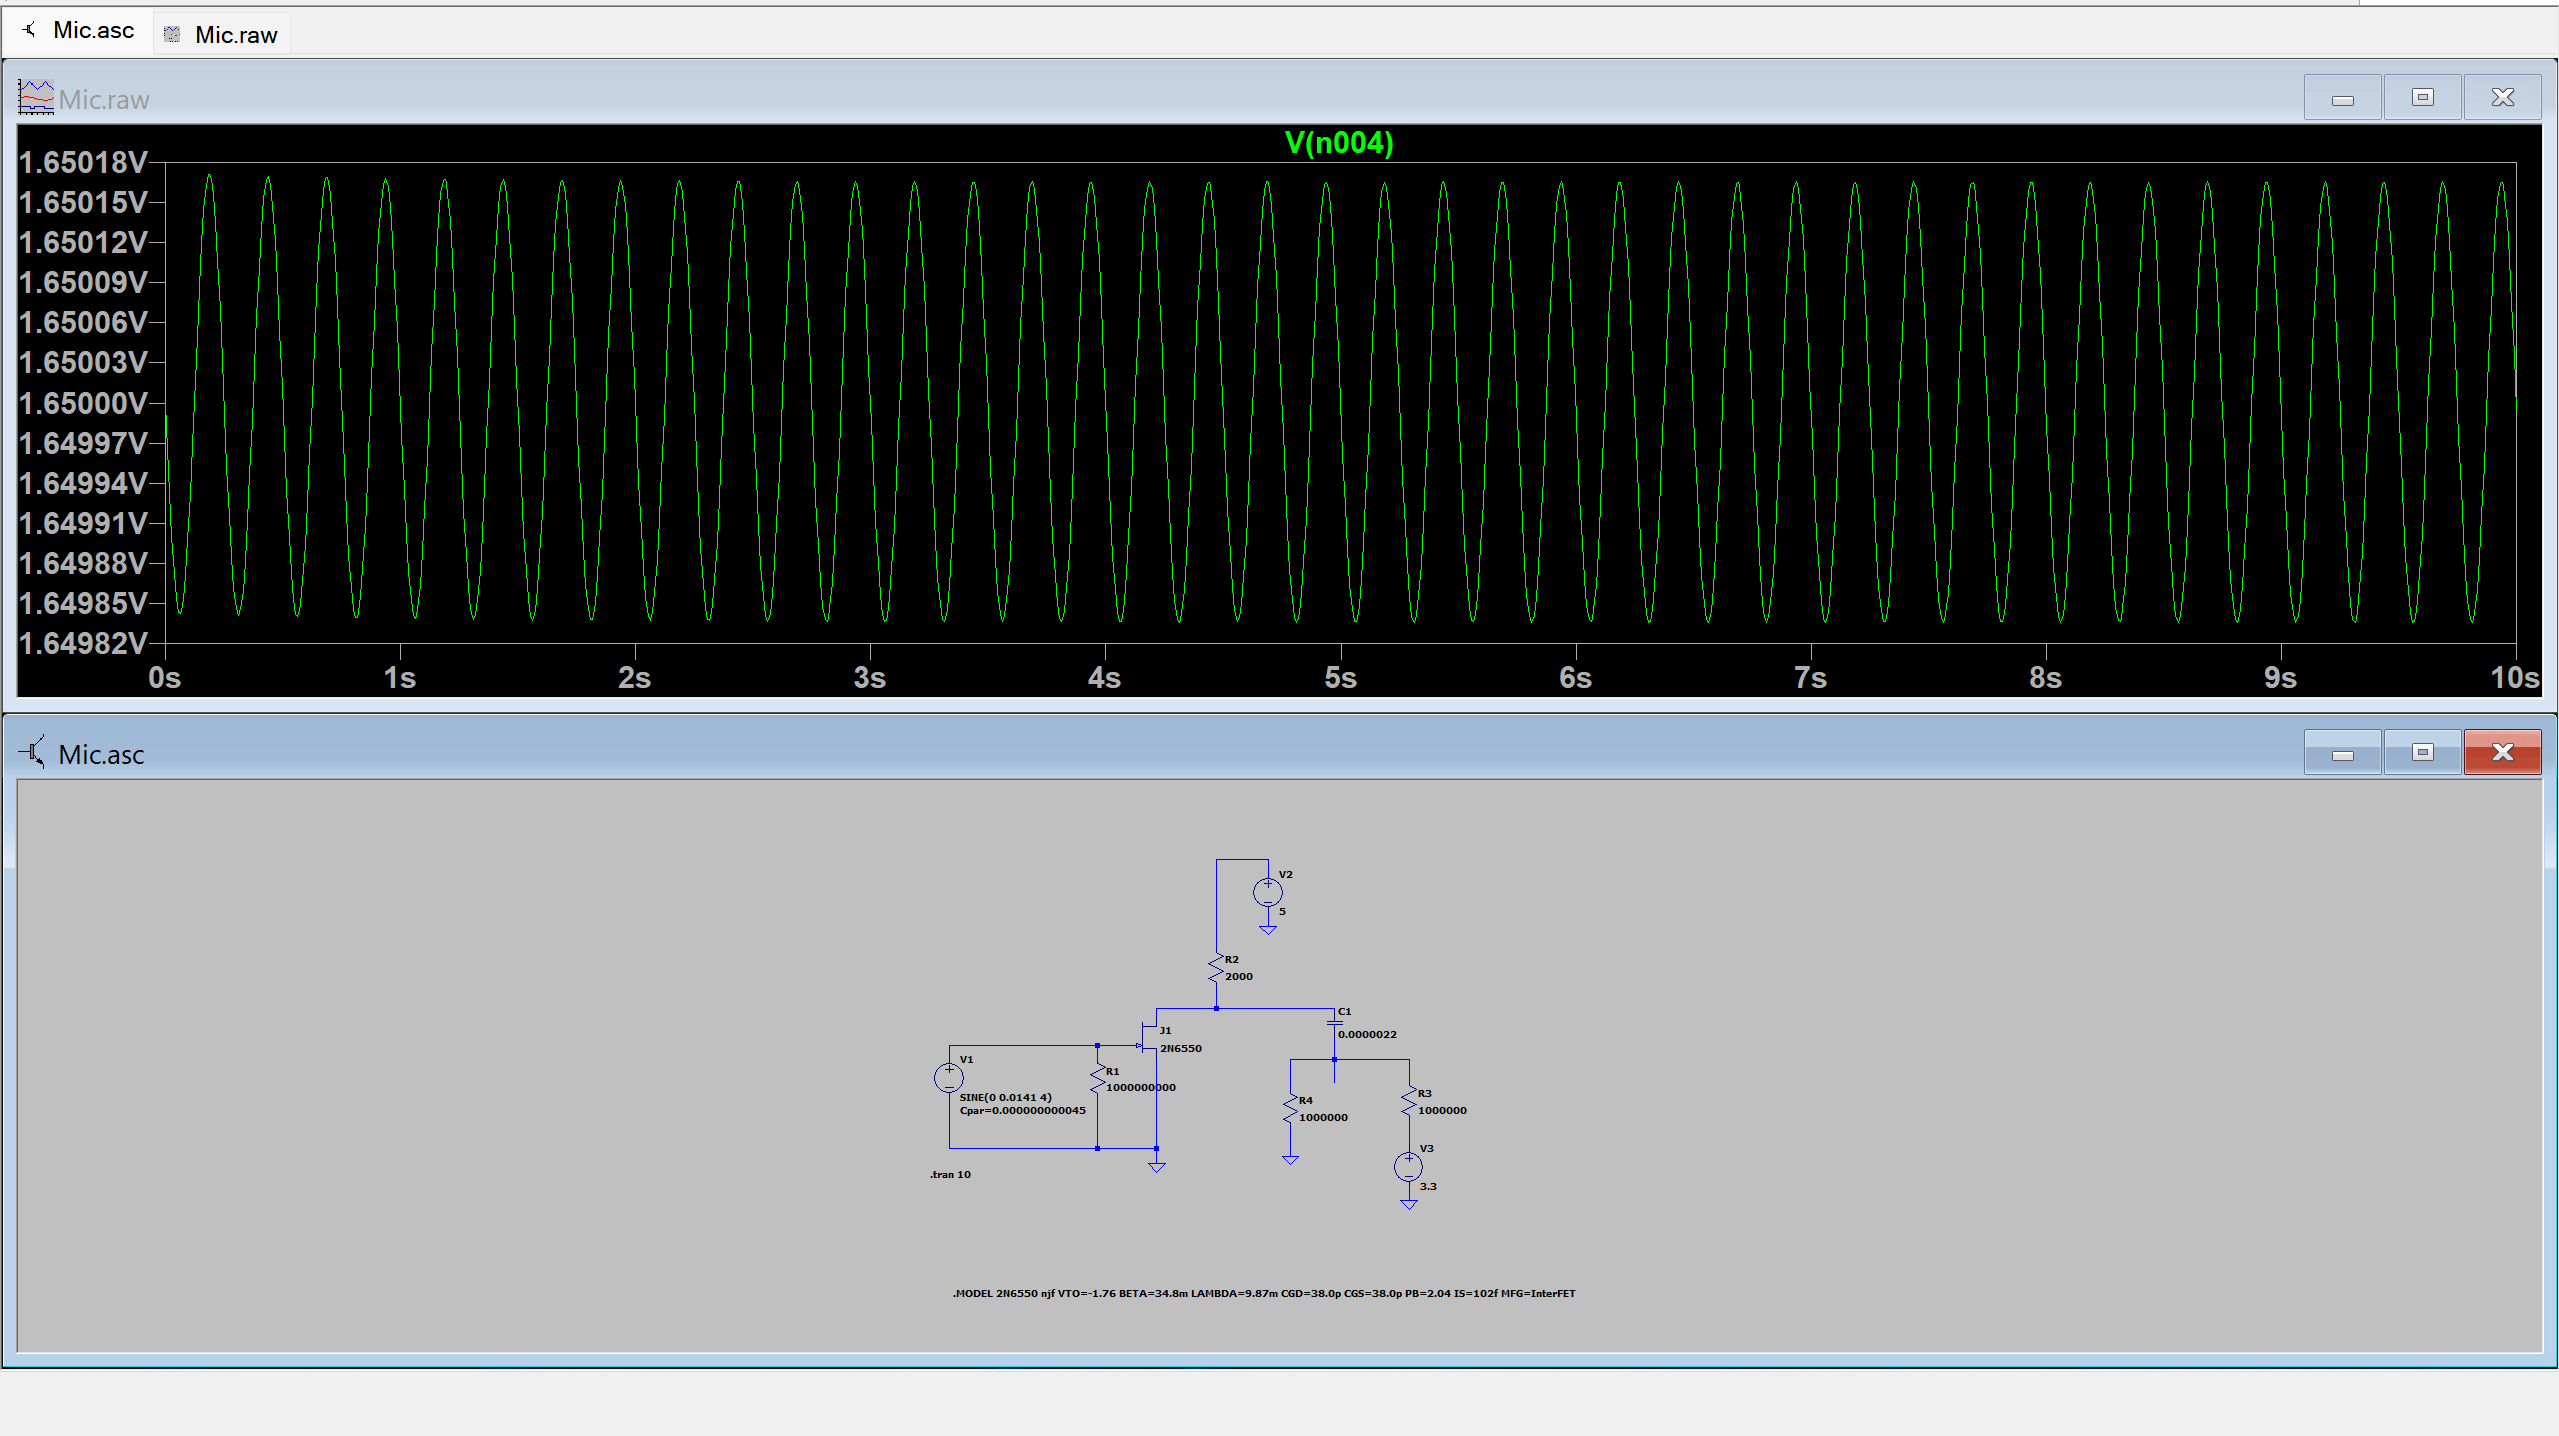 Mic.asc
Mic.raw
Mic.raw
V(n004)
1.65018V
1.65015V
1.65012V
1.65009V
1.65006V
1.65003V
1.65000V
1.64997V
1.64994V
1.64991V
1.64988V
1.64985V
1.64982V
0s 1s 2s 3s 4s 5s 6s 7s 8s 9s 10s
Mic.asc
V2
5
R2
2000
C1
0.0000022
J1
2N6550
V1
SINE(0 0.0141 4)
Cpar=0.000000000045
R1
1000000000
R4
1000000
R3
1000000
V3
3.3
.tran 10
.MODEL 2N6550 njf VTO=-1.76 BETA=34.8m LAMBDA=9.87m CGD=38.0p CGS=38.0p PB=2.04 IS=102f MFG=InterFET